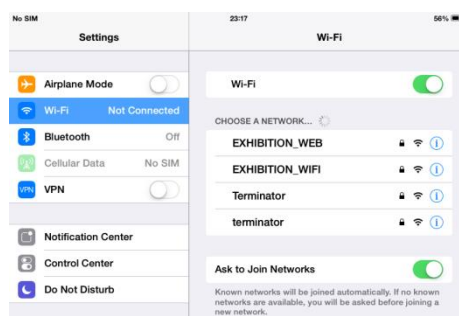 No SIM 23:17 56%
Settings
Wi-Fi
Airplane Mode
Wi-Fi Not Connected
Bluetooth Off
Cellular Data No SIM
VPN VPN
Notification Center
Control Center
Do Not Disturb
Wi-Fi
CHOOSE A NETWORK...
EXHIBITION_WEB
EXHIBITION_WIFI
Terminator
terminator
Ask to Join Networks
Known networks will be joined automatically. If no known
networks are available, you will be asked before joining a
new network.